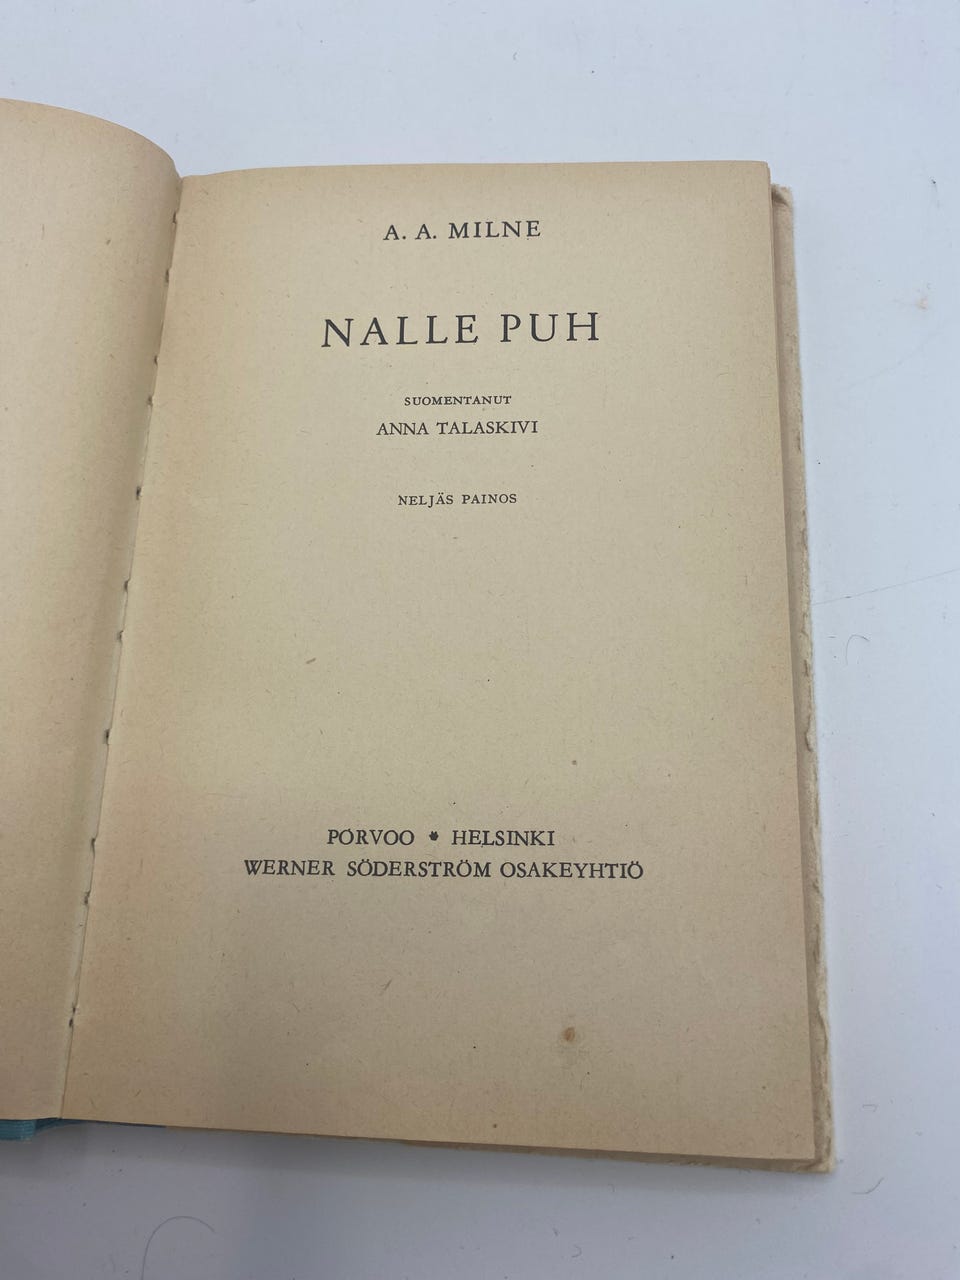 A. A. MILNE
NALLE PUH
SUOMENTANUT
ANNA TALASKIVI
NELJÄS PAINOS
PORVOO * HELSINKI
WERNER SÖDERSTRÖM OSAKEYHTIÖ